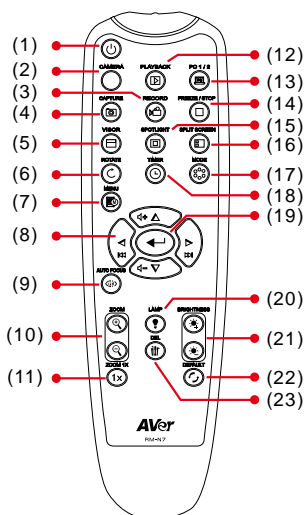 (1)
(2) CAMERA PLAYBACK PC 1 / 2 (12)
(3) RECORD (13)
(4) CAPTURE FREEZE / STOP (14)
(5) VISOR SPOTLIGHT SPLIT SCREEN (15)
(16)
(6) ROTATE TIMER MODE (17)
(7) MENU (18)
(8) (19)
(9) AUTO FOCUS
(10) ZOOM LAMP BRIGHTNESS (20)
DEL (21)
(11) ZOOM 1X DEFAULT (22)
1x (23)
AVer
RM-N7